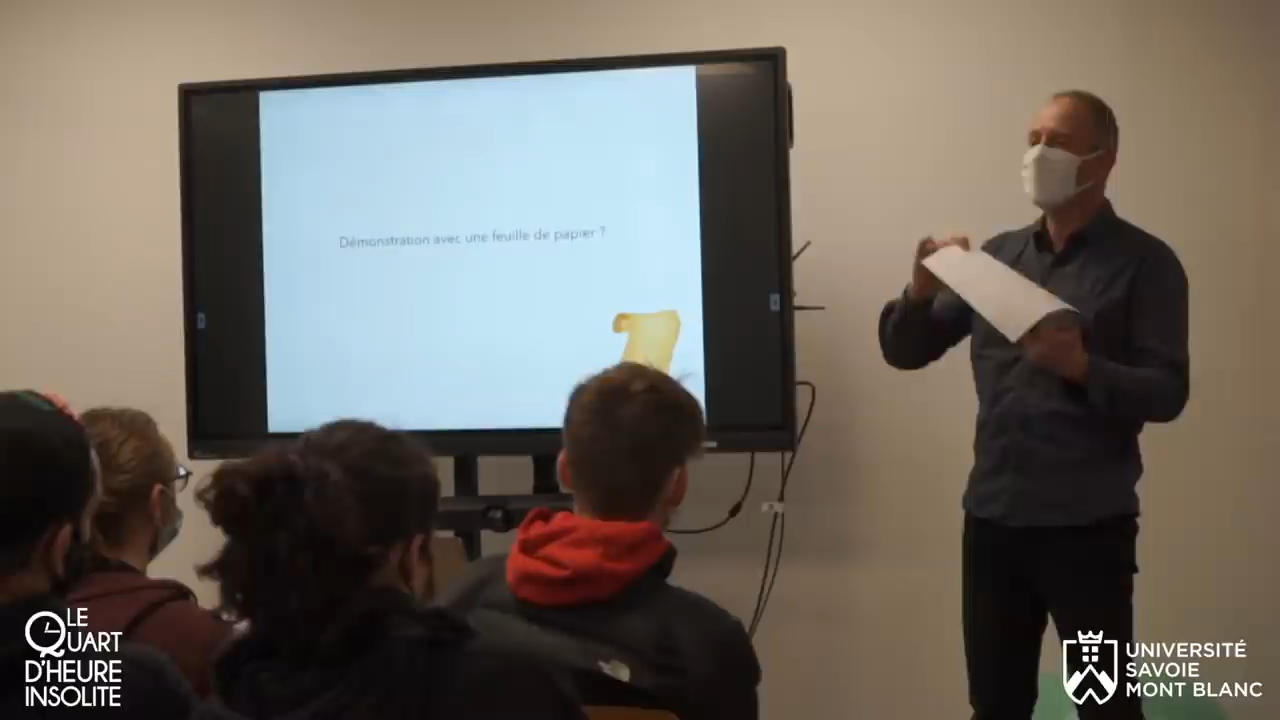 Démonstration avec une feuille de papier ?
LE
QUART
D'HEURE
INSOLITE
UNIVERSITÉ
SAVOIE
MONT BLANC